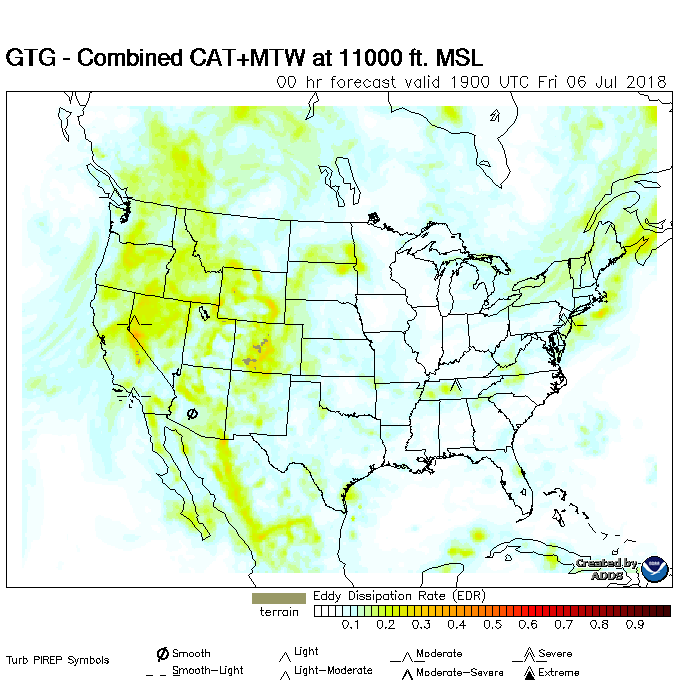 GTG - Combined CAT+MTW at 11000 ft. MSL
00 hr forecast valid 1900 UTC Fri 06 Jul 2018
Created by
ADDS
Eddy Dissipation Rate (EDR)
terrain
0.1 0.2 0.3 0.4 0.5 0.6 0.7 0.8 0.9
Turb PIREP Symbols
Smooth Light Moderate Severe
Smooth-Light Light-Moderate Moderate-Severe Extreme